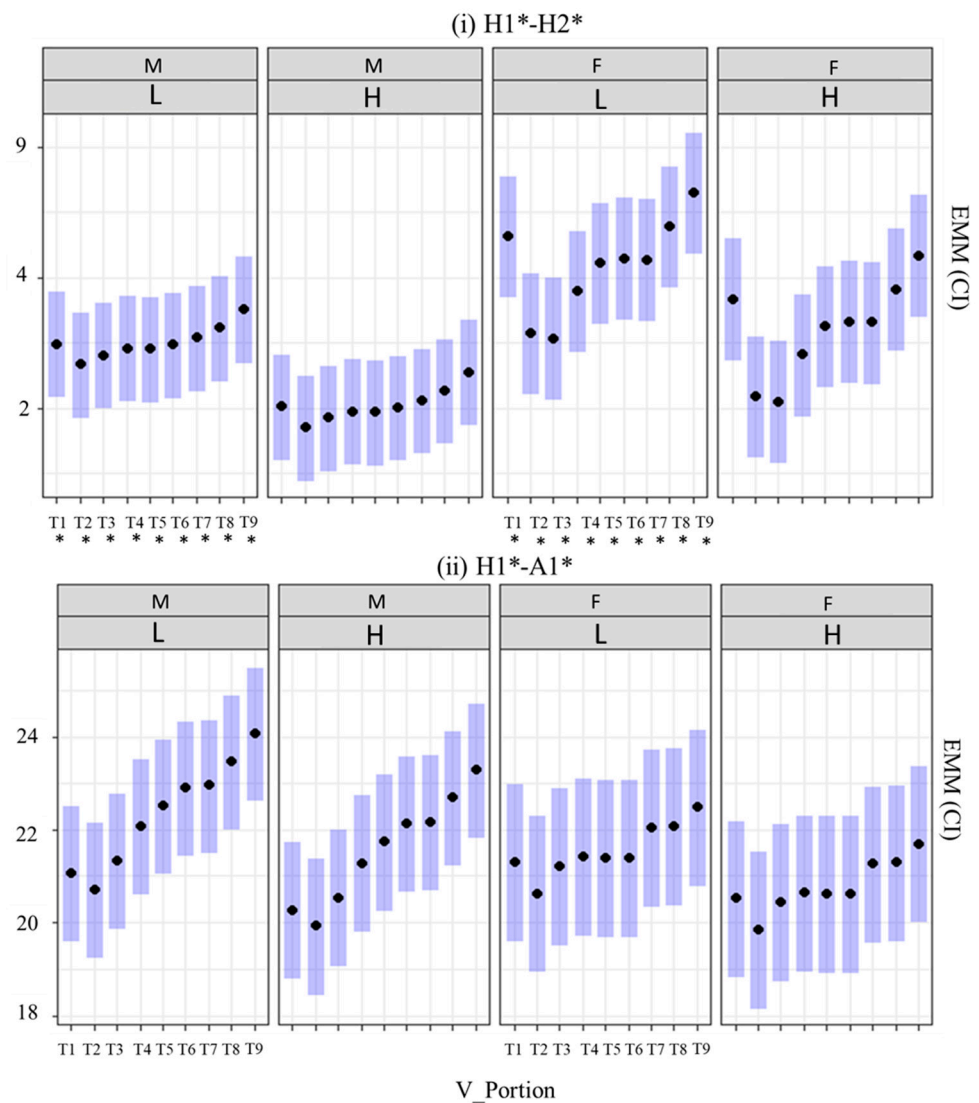 (i) H1*-H2*
M M F F
L H L H
9
4
2
EMM (CI)
T1 T2 T3 T4 T5 T6 T7 T8 T9 T1 T2 T3 T4 T5 T6 T7 T8 T9
* * * * * * * * * * * * * * * * * *
(ii) H1*-A1*
M M F F
L H L H
24
22
20
18
EMM (CI)
T1 T2 T3 T4 T5 T6 T7 T8 T9 T1 T2 T3 T4 T5 T6 T7 T8 T9
V_Portion